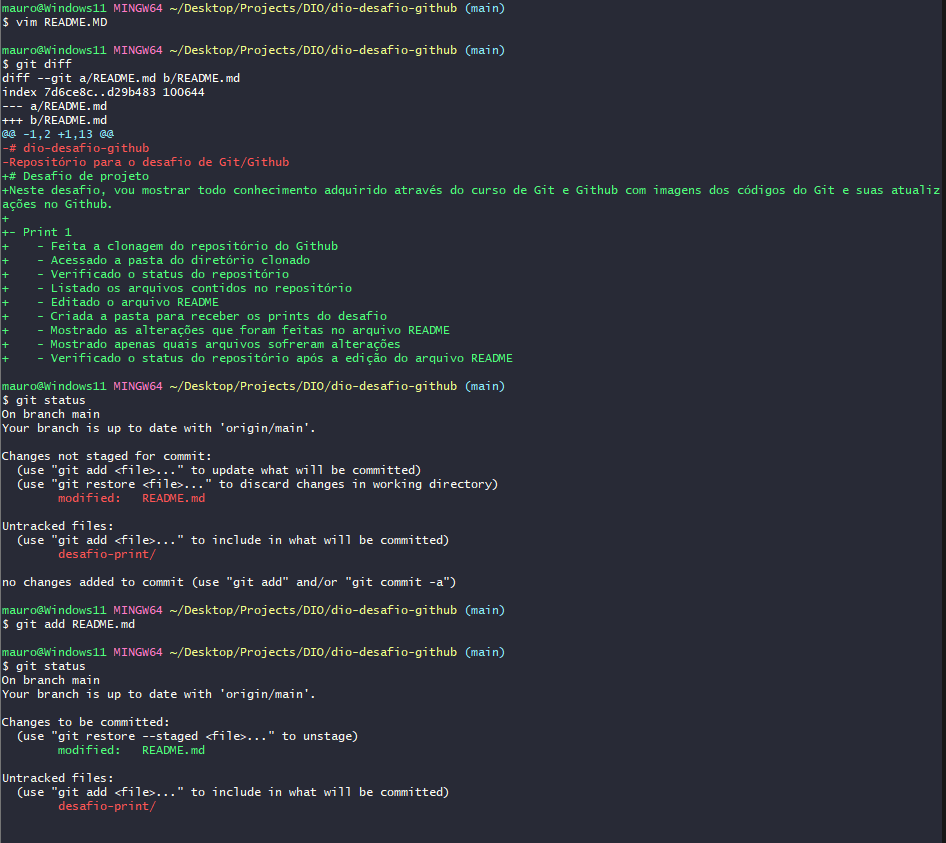 mauro@Windows11 MINGW64 ~/Desktop/Projects/DIO/dio-desafio-github (main)
$ vim README.MD

mauro@Windows11 MINGW64 ~/Desktop/Projects/DIO/dio-desafio-github (main)
$ git diff
diff --git a/README.md b/README.md
index 7d6ce8c..d29b483 100644
--- a/README.md
+++ b/README.md
@@ -1,2 +1,13 @@
-# dio-desafio-github
-Repositório para o desafio de Git/Github
+# Desafio de projeto
+Neste desafio, vou mostrar todo conhecimento adquirido através do curso de Git e Github com imagens dos códigos do Git e suas atualiz
ações no Github.
+
+- Print 1
+    - Feita a clonagem do repositório do Github
+    - Acessado a pasta do diretório clonado
+    - Verificado o status do repositório
+    - Listado os arquivos contidos no repositório
+    - Editado o arquivo README
+    - Criada a pasta para receber os prints do desafio
+    - Mostrado as alterações que foram feitas no arquivo README
+    - Mostrado apenas quais arquivos sofreram alterações
+    - Verificado o status do repositório após a edição do arquivo README

mauro@Windows11 MINGW64 ~/Desktop/Projects/DIO/dio-desafio-github (main)
$ git status
On branch main
Your branch is up to date with 'origin/main'.

Changes not staged for commit:
  (use "git add <file>..." to update what will be committed)
  (use "git restore <file>..." to discard changes in working directory)
        modified:   README.md

Untracked files:
  (use "git add <file>..." to include in what will be committed)
        desafio-print/

no changes added to commit (use "git add" and/or "git commit -a")

mauro@Windows11 MINGW64 ~/Desktop/Projects/DIO/dio-desafio-github (main)
$ git add README.md

mauro@Windows11 MINGW64 ~/Desktop/Projects/DIO/dio-desafio-github (main)
$ git status
On branch main
Your branch is up to date with 'origin/main'.

Changes to be committed:
  (use "git restore --staged <file>..." to unstage)
        modified:   README.md

Untracked files:
  (use "git add <file>..." to include in what will be committed)
        desafio-print/